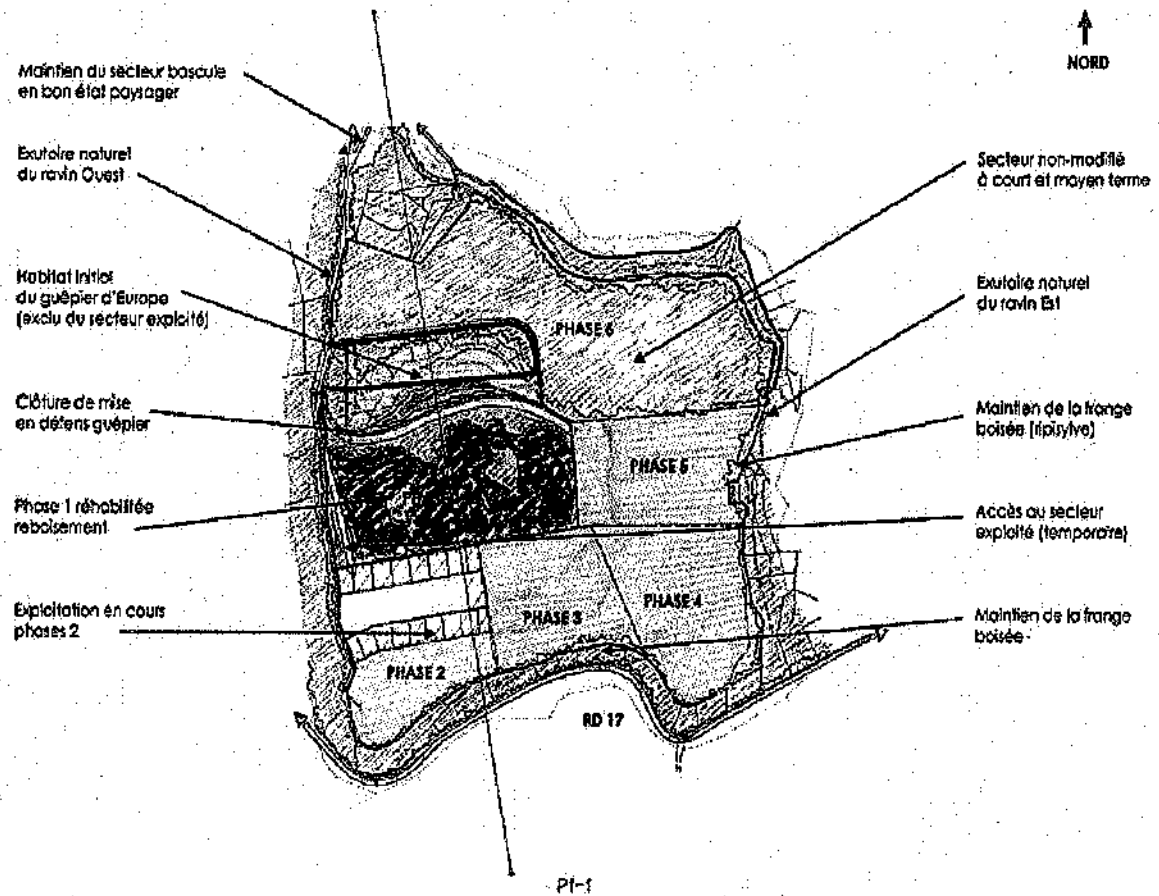 NORD
Maintien du secteur bascule
en bon état paysager
Exutoire naturel
du ravin Ouest
Habitat initial
du guêpier d'Europe
(exclu du secteur exploité)
Clôture de mise
en défens guêpier
Phase 1 réhabilitée
reboisement
Exploitation en cours
phases 2
Secteur non-modifié
à court et moyen terme
Exutoire naturel
du ravin Est
Maintien de la frange
boisée (ripisylve)
Accès au secteur
exploité (temporaire)
Maintien de la frange
boisée
PHASE 6
PHASE 5
PHASE 4
PHASE 3
PHASE 2
RD 17
Pf-1